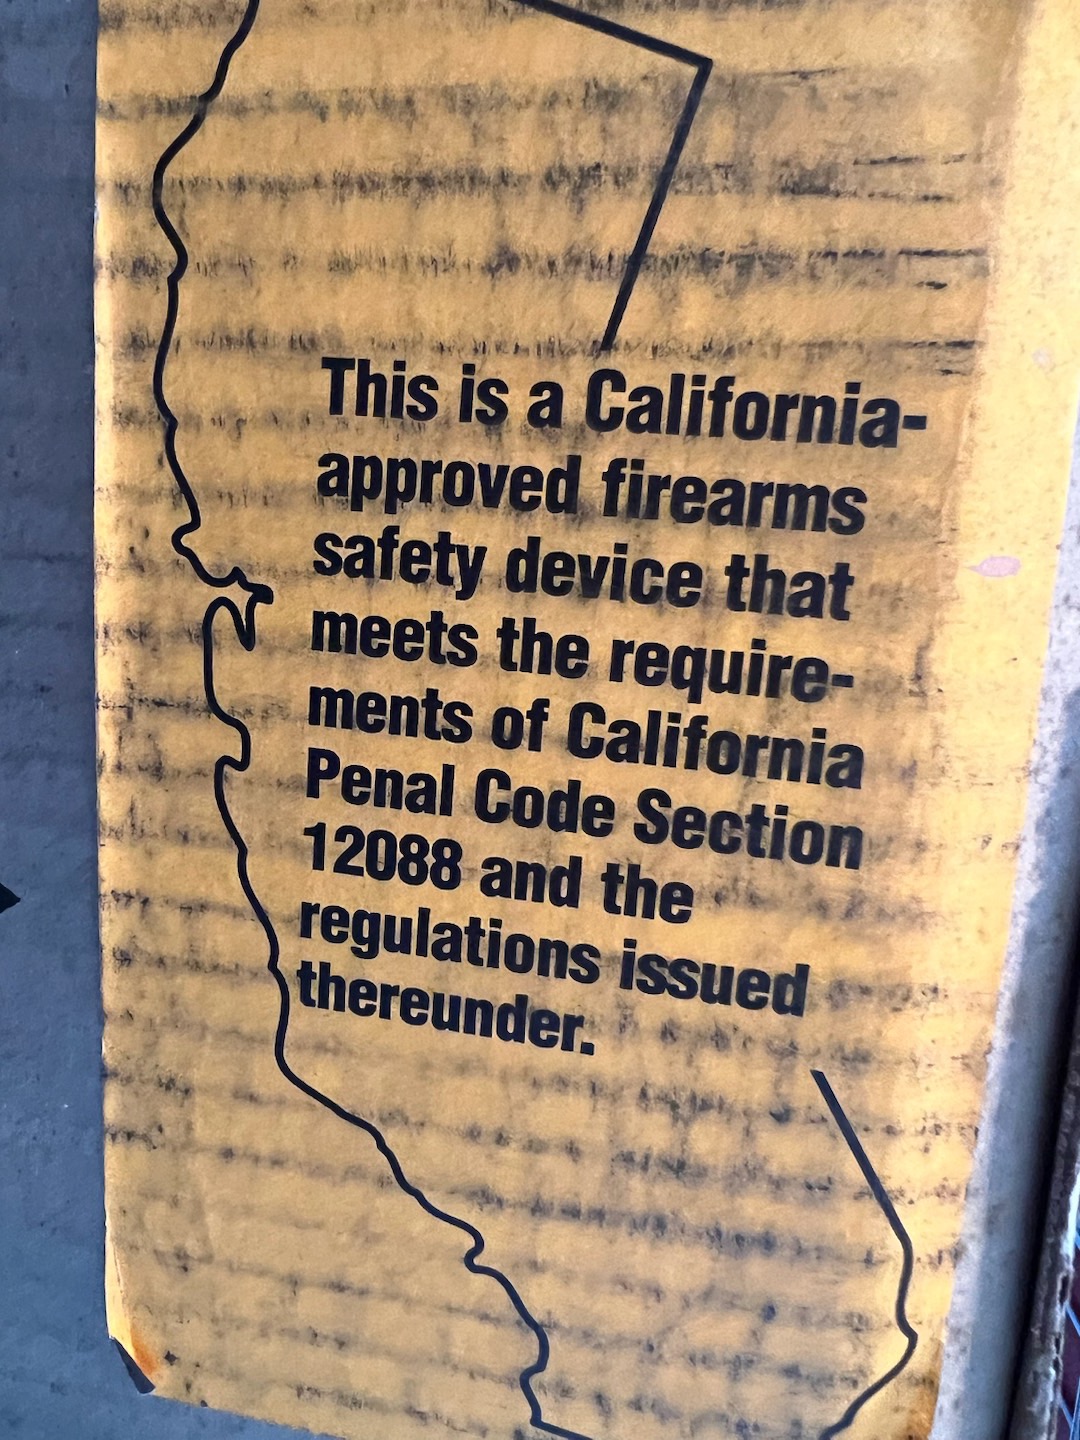 This is a California-
approved firearms
safety device that
meets the require-
ments of California
Penal Code Section
12088 and the
regulations issued
thereunder.